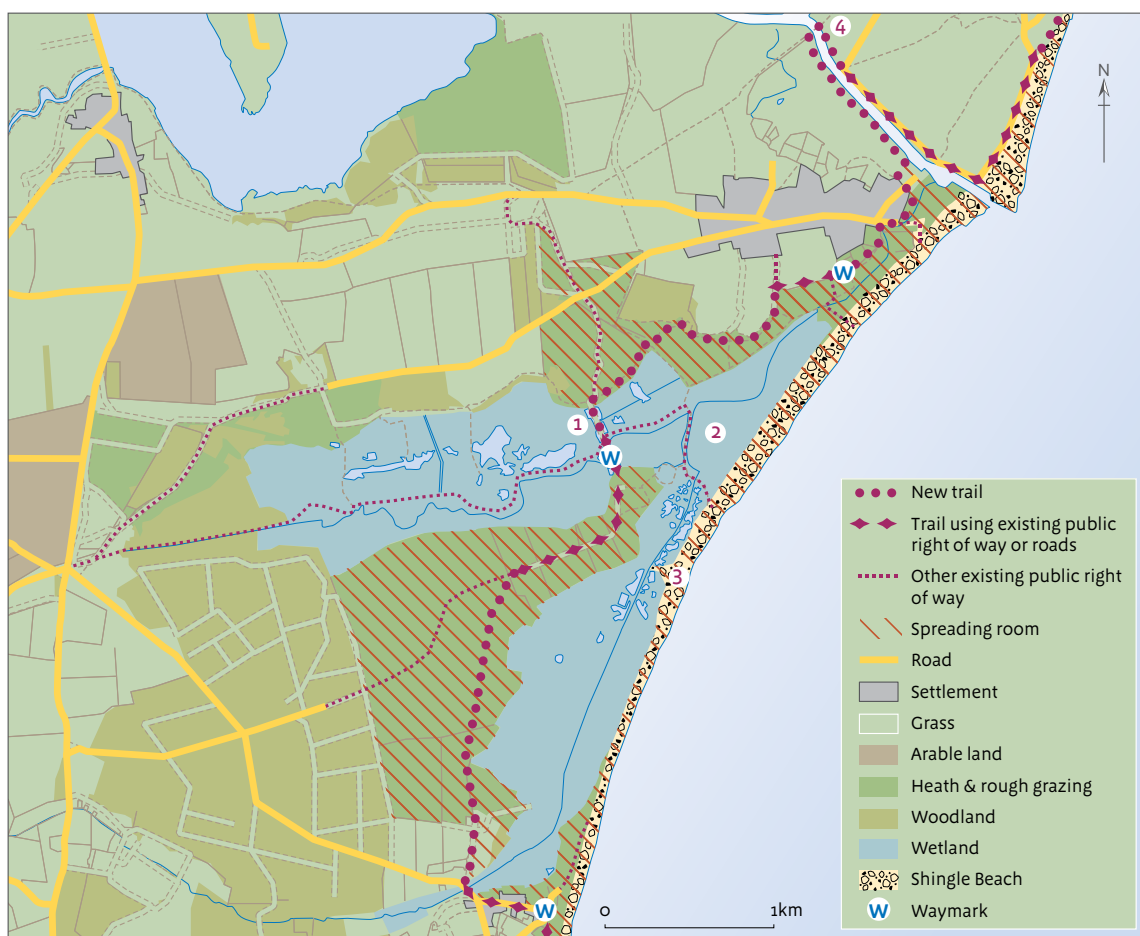 4
N
W
1
2
W
3
W
0 1km
New trail
Trail using existing public
right of way or roads
Other existing public right
of way
Spreading room
Road
Settlement
Grass
Arable land
Heath & rough grazing
Woodland
Wetland
Shingle Beach
W Waymark